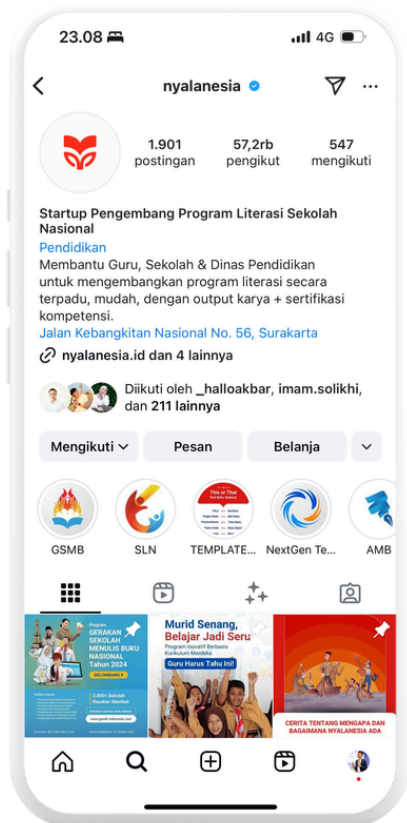 23.08
4G
nyalanesia
1.901
postingan
57,2rb
pengikut
547
mengikuti
Startup Pengembang Program Literasi Sekolah
Nasional
Pendidikan
Membantu Guru, Sekolah & Dinas Pendidikan
untuk mengembangkan program literasi secara
terpadu, mudah, dengan output karya + sertifikasi
kompetensi.
Jalan Kebangkitan Nasional No. 56, Surakarta
nyalanesia.id dan 4 lainnya
Diikuti oleh _halloakbar, imam.solikhi,
dan 211 lainnya
Mengikuti
Pesan
Belanja
This or That
GSMB
SLN
TEMPLATE...
NextGen Te...
AMB
Program
GERAKAN
SEKOLAH
MENULIS BUKU
NASIONAL
Tahun 2024
Murid Senang,
Belajar Jadi Seru
Program Inovatif Berbasis
Kurikulum Merdeka
Guru Harus Tahu Ini!
CERITA TENTANG MENGAPA DAN
BAGAIMANA NYALANESIA ADA